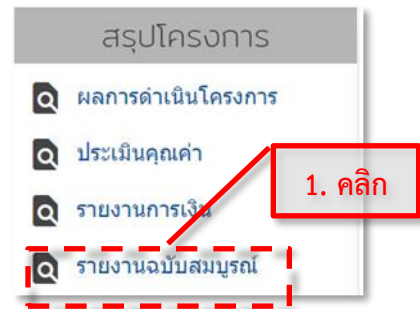 สรุปโครงการ
ผลการดำเนินโครงการ
ประเมินคุณค่า
1. คลิก
รายงานการเงิน
รายงานฉบับสมบูรณ์